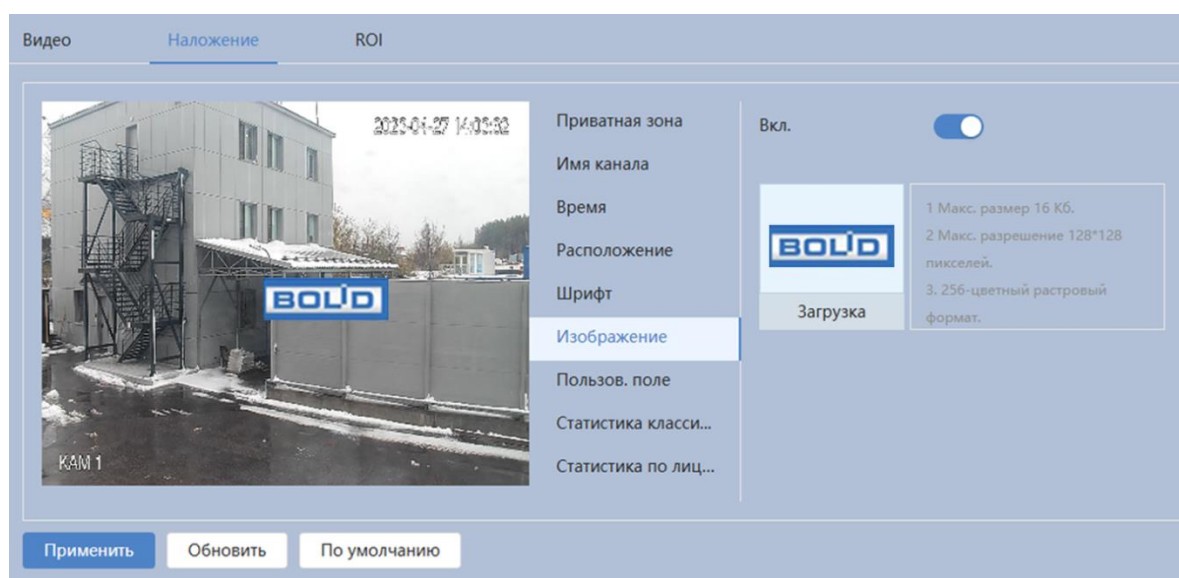 Видео Наложение ROI
2023-04-27 14:03:32
BOLID
КАМ 1
Приватная зона
Имя канала
Время
Расположение
Шрифт
Изображение
Пользов. поле
Статистика класси...
Статистика по лиц...
Вкл.
BOLID
Загрузка
1 Макс. размер 16 Кб.
2 Макс. разрешение 128*128
пикселей.
3. 256-цветный растровый
формат.
Применить Обновить По умолчанию